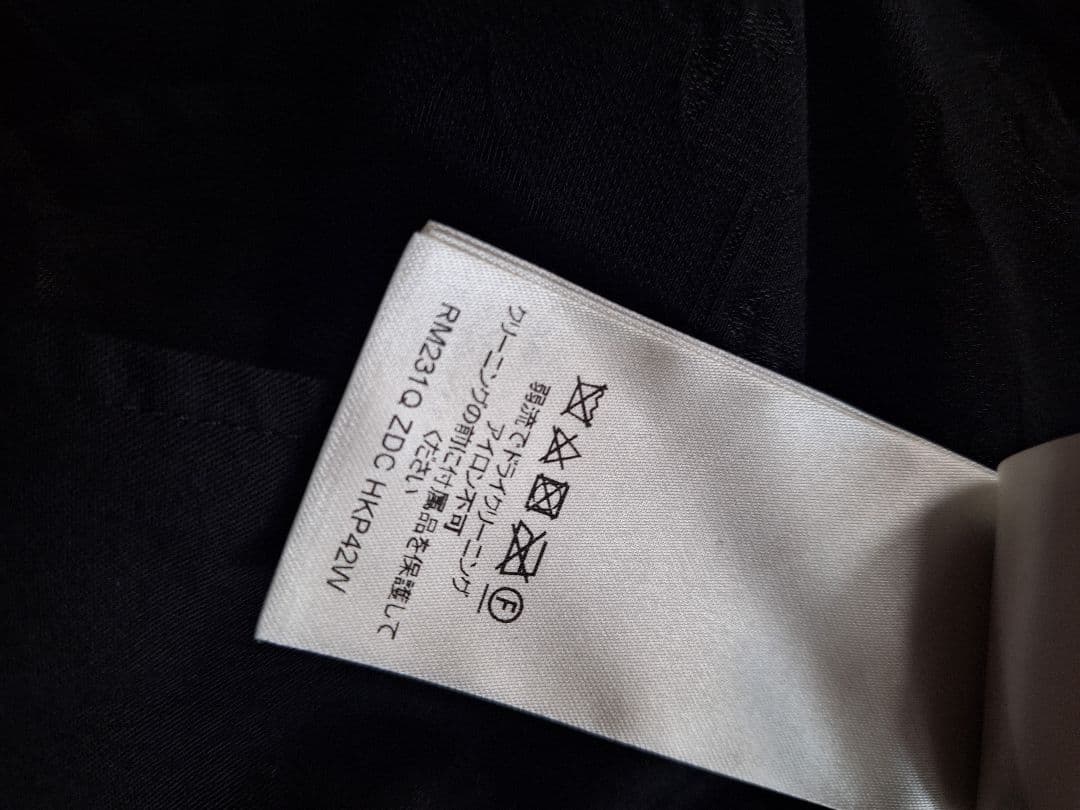 Ⓕ
弱流でドライクリーニング
アイロン不可
クリーニングの前に付属品を保護して
ください
RM231Q ZDC HKP42W